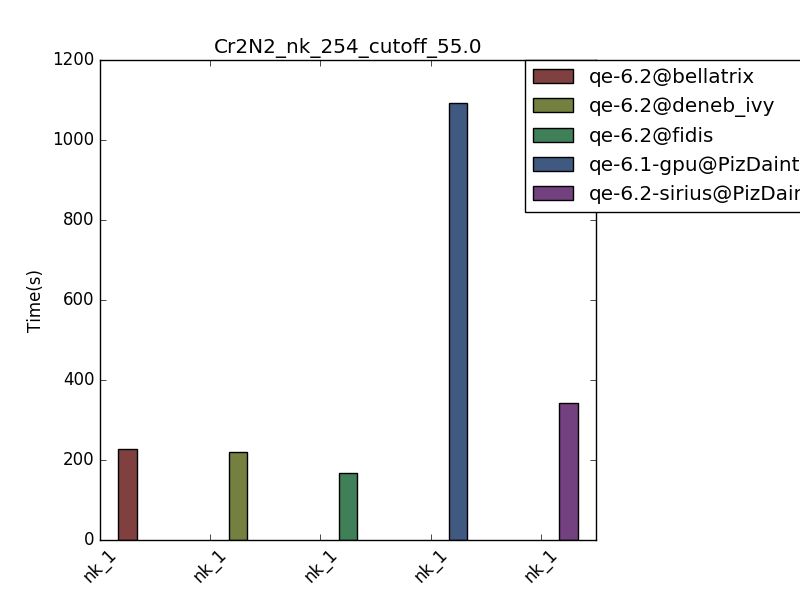 Cr2N2_nk_254_cutoff_55.0
1200
1000
800
600
400
200
0
Time(s)
qe-6.2@bellatrix
qe-6.2@deneb_ivy
qe-6.2@fidis
qe-6.1-gpu@PizDaint
qe-6.2-sirius@PizDain
nk_1
nk_1
nk_1
nk_1
nk_1